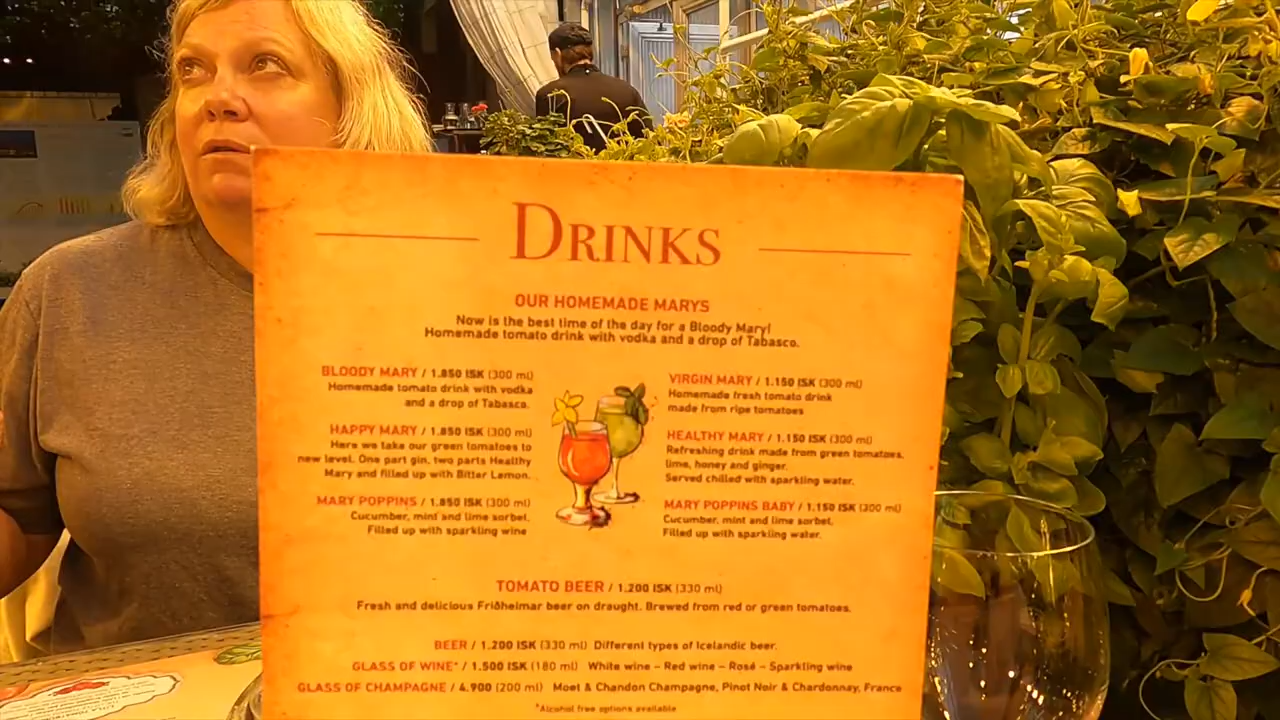 DRINKS
OUR HOMEMADE MARYS
Now is the best time of the day for a Bloody Mary!
Homemade tomato drink with vodka and a drop of Tabasco.
BLOODY MARY / 1.850 ISK (300 ml)
Homemade tomato drink with vodka
and a drop of Tabasco.
HAPPY MARY / 1.850 ISK (300 ml)
Here we take our green tomatoes to
new level. One part gin, two parts Healthy
Mary and filled up with Bitter Lemon.
MARY POPPINS / 1.850 ISK (300 ml)
Cucumber, mint and lime sorbet.
Filled up with sparkling wine
VIRGIN MARY / 1.150 ISK (300 ml)
Homemade fresh tomato drink
made from ripe tomatoes
HEALTHY MARY / 1.150 ISK (300 ml)
Refreshing drink made from green tomatoes,
lime, honey and ginger.
Served chilled with sparkling water.
MARY POPPINS BABY / 1.150 ISK (300 ml)
Cucumber, mint and lime sorbet.
Filled up with sparkling water.
TOMATO BEER / 1.200 ISK (330 ml)
Fresh and delicious Friðheimar beer on draught. Brewed from red or green tomatoes.
BEER / 1.200 ISK (330 ml) Different types of Icelandic beer.
GLASS OF WINE* / 1.500 ISK (180 ml) White wine – Red wine – Rosé – Sparkling wine
GLASS OF CHAMPAGNE / 4.900 (200 ml) Moet & Chandon Champagne, Pinot Noir & Chardonnay, France
*Alcohol free options available